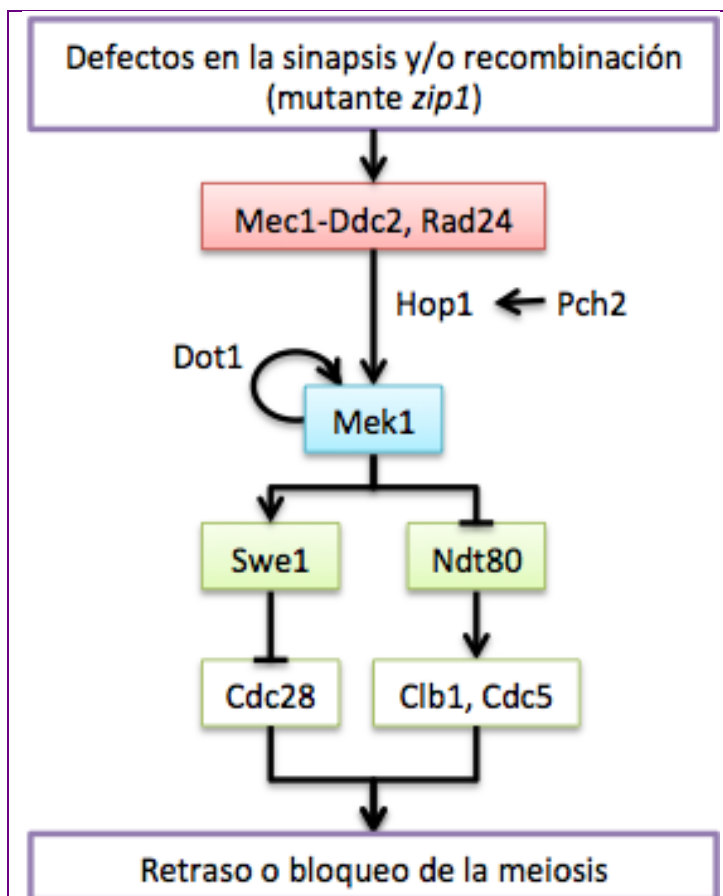 Defectos en la sinapsis y/o recombinación
(mutante zip1)
Mec1-Ddc2, Rad24
Hop1
Pch2
Dot1
Mek1
Swe1
Ndt80
Cdc28
Clb1, Cdc5
Retraso o bloqueo de la meiosis